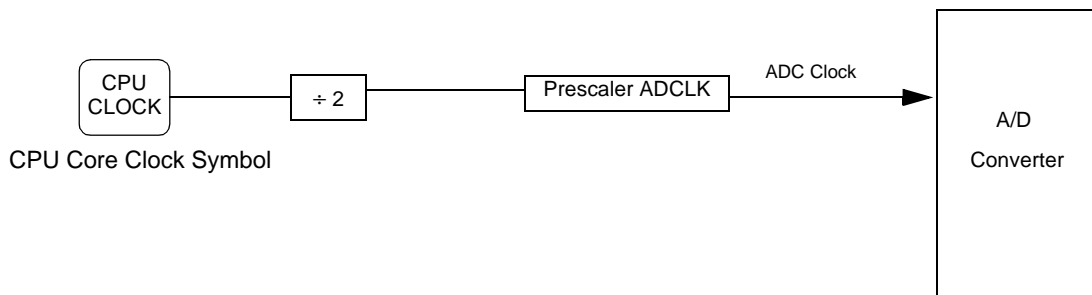 CPU
CLOCK
CPU Core Clock Symbol
÷ 2
Prescaler ADCLK
ADC Clock
A/D
Converter